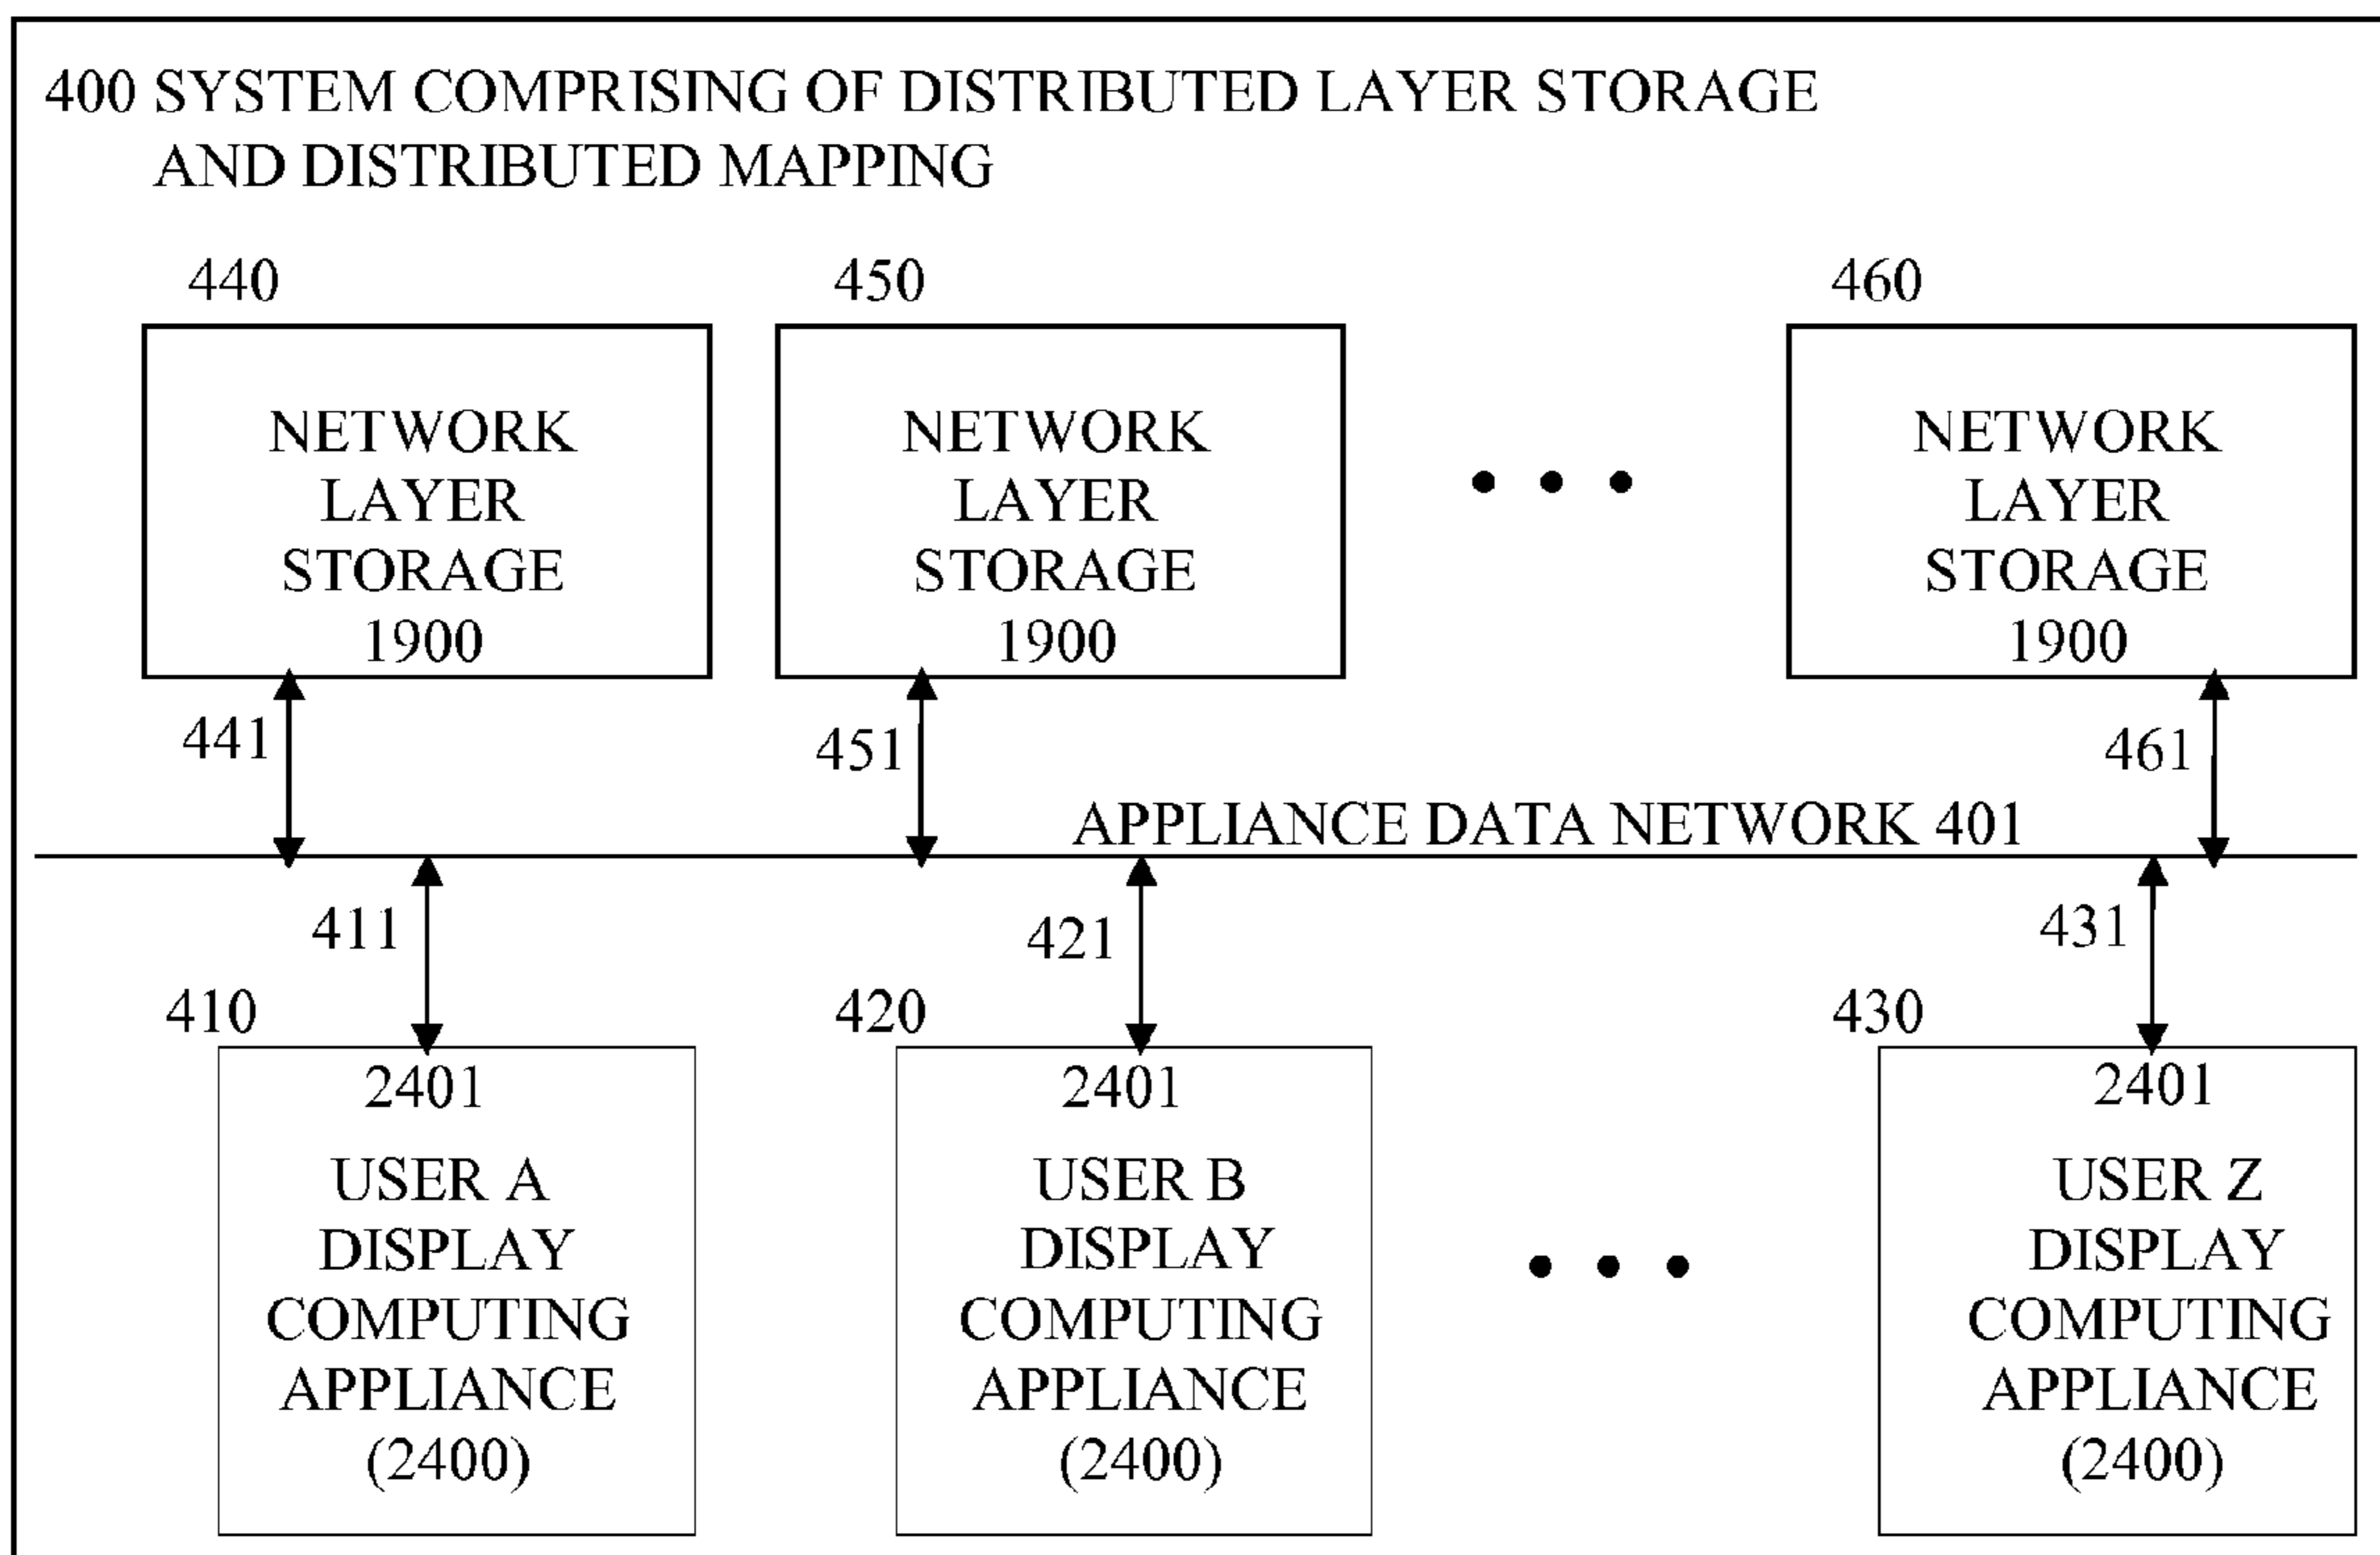 400 SYSTEM COMPRISING OF DISTRIBUTED LAYER STORAGE
AND DISTRIBUTED MAPPING
440
450
460
NETWORK
LAYER
STORAGE
1900
NETWORK
LAYER
STORAGE
1900
NETWORK
LAYER
STORAGE
1900
441
451
461
APPLIANCE DATA NETWORK 401
411
421
431
410
420
430
2401
USER A
DISPLAY
COMPUTING
APPLIANCE
(2400)
2401
USER B
DISPLAY
COMPUTING
APPLIANCE
(2400)
2401
USER Z
DISPLAY
COMPUTING
APPLIANCE
(2400)